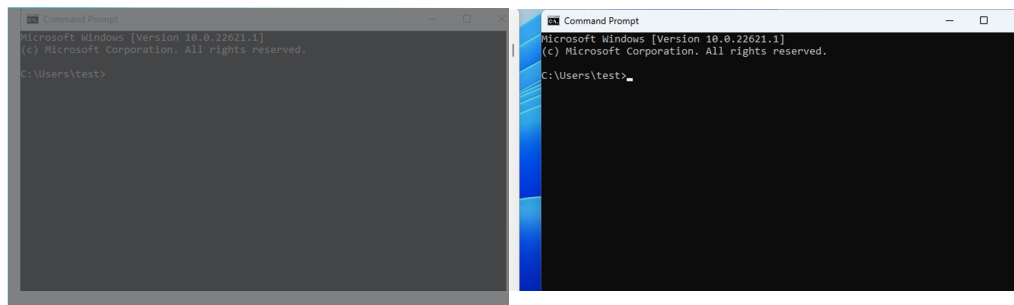 Command Prompt
Microsoft Windows [Version 10.0.22621.1]
(c) Microsoft Corporation. All rights reserved.
C:\Users\test>
Command Prompt
Microsoft Windows [Version 10.0.22621.1]
(c) Microsoft Corporation. All rights reserved.
C:\Users\test>